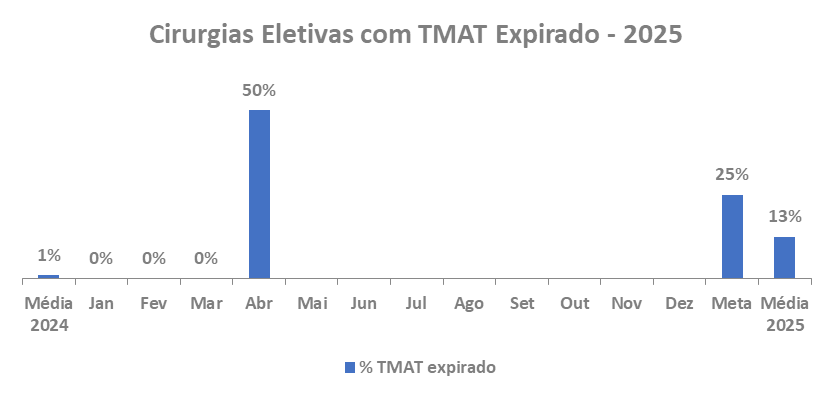 Cirurgias Eletivas com TMAT Expirado - 2025
50%
25%
13%
1%
0%
0%
0%
Média 2024
Jan
Fev
Mar
Abr
Mai
Jun
Jul
Ago
Set
Out
Nov
Dez
Meta
Média 2025
% TMAT expirado